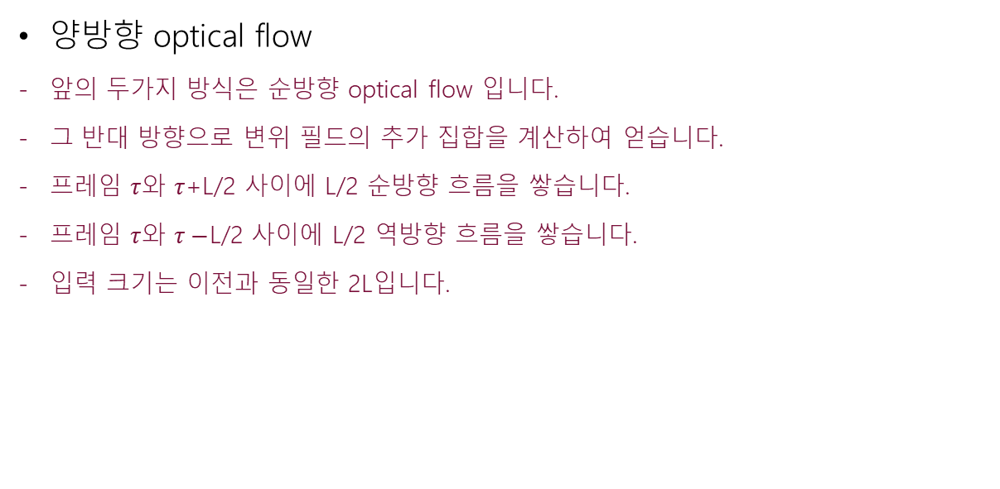 • 양방향 optical flow
- 앞의 두가지 방식은 순방향 optical flow 입니다.
- 그 반대 방향으로 변위 필드의 추가 집합을 계산하여 얻습니다.
- 프레임 𝜏와 𝜏+L/2 사이에 L/2 순방향 흐름을 쌓습니다.
- 프레임 𝜏와 𝜏 −L/2 사이에 L/2 역방향 흐름을 쌓습니다.
- 입력 크기는 이전과 동일한 2L입니다.